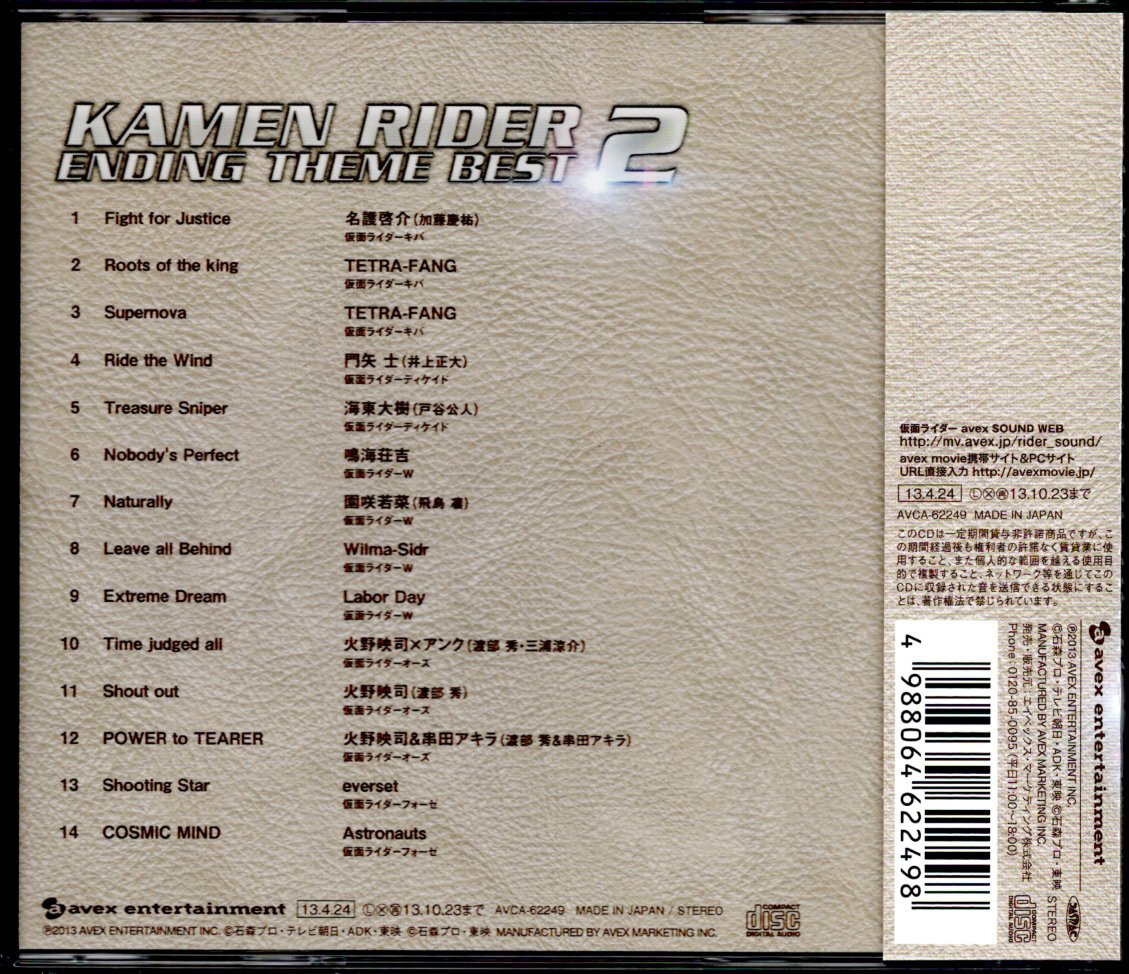 KAMEN RIDER
ENDING THEME BEST 2
1 Fight for Justice 名護啓介(加藤慶祐)
仮面ライダーキバ
2 Roots of the king TETRA-FANG
仮面ライダーキバ
3 Supernova TETRA-FANG
仮面ライダーキバ
4 Ride the Wind 門矢 士(井上正大)
仮面ライダーディケイド
5 Treasure Sniper 海東大樹(戸谷公人)
仮面ライダーディケイド
6 Nobody's Perfect 鳴海荘吉
仮面ライダーW
7 Naturally 園咲若菜(飛鳥 凛)
仮面ライダーW
8 Leave all Behind Wilma-Sidr
仮面ライダーW
9 Extreme Dream Labor Day
仮面ライダーW
10 Time judged all 火野映司×アンク(渡部 秀・三浦涼介)
仮面ライダーオーズ
11 Shout out 火野映司(渡部 秀)
仮面ライダーオーズ
12 POWER to TEARER 火野映司&串田アキラ(渡部 秀&串田アキラ)
仮面ライダーオーズ
13 Shooting Star everset
仮面ライダーフォーゼ
14 COSMIC MIND Astronauts
仮面ライダーフォーゼ
avex entertainment 13.4.24 Ⓛ×再13.10.23まで AVCA-62249 MADE IN JAPAN / STEREO
COMPACT disc DIGITAL AUDIO
℗2013 AVEX ENTERTAINMENT INC. ©石森プロ・テレビ朝日・ADK・東映 ©石森プロ・東映 MANUFACTURED BY AVEX MARKETING INC.
仮面ライダー avex SOUND WEB
http://mv.avex.jp/rider_sound/
avex movie携帯サイト&PCサイト
URL直接入力 http://avexmovie.jp/
13.4.24 Ⓛ×再13.10.23まで
AVCA-62249 MADE IN JAPAN
このCDは一定期間貸与非許諾商品ですが、こ
の期間経過後も権利者の許諾なく賃貸業に使
用すること、また個人的な範囲を越える使用目
的で複製すること、ネットワーク等を通じてこの
CDに収録された音を送信できる状態にするこ
とは、著作権法で禁じられています。
avex entertainment
℗2013 AVEX ENTERTAINMENT INC.
©石森プロ・テレビ朝日・ADK・東映 ©石森プロ・東映 STEREO
MANUFACTURED BY AVEX MARKETING INC.
発売・販売元：エイベックス・マーケティング株式会社
Phone：0120-85-0095 (平日11:00〜18:00)
COMPACT disc DIGITAL AUDIO
4 988064 622498